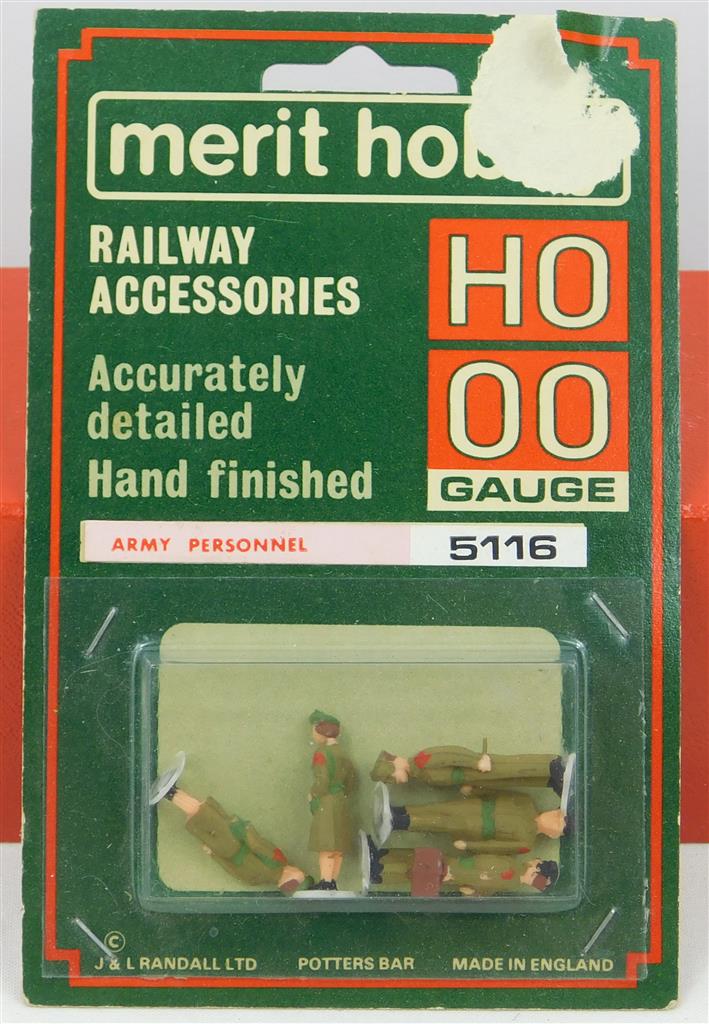 merit hob
RAILWAY
ACCESSORIES
HO
OO
GAUGE
Accurately
detailed
Hand finished
ARMY PERSONNEL 5116
© J & L RANDALL LTD POTTERS BAR MADE IN ENGLAND